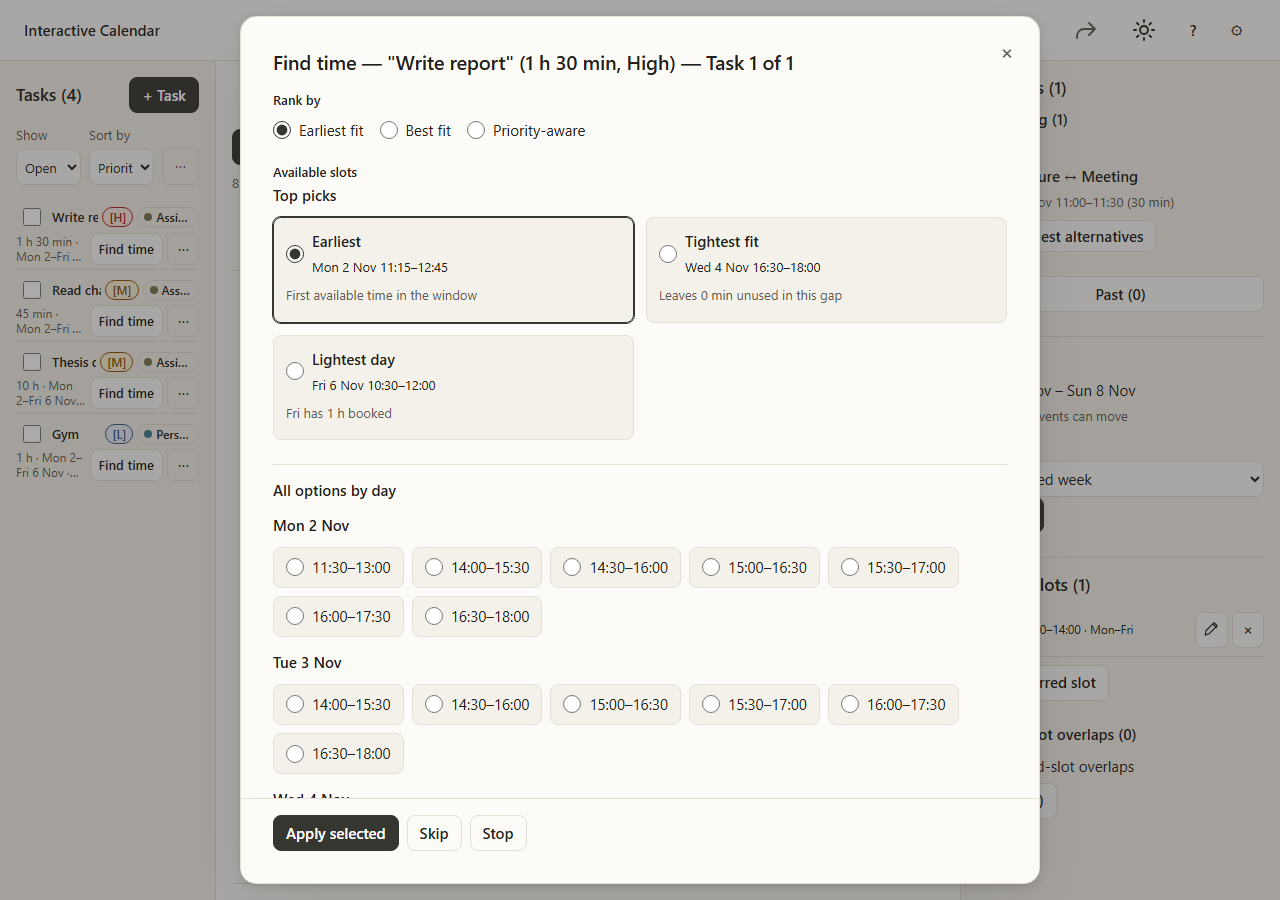 Interactive Calendar
?
Tasks (4)
+ Task
Show
Sort by
Open
Priorit
...
Write re
[H]
Assi...
1 h 30 min ·
Mon 2–Fri ...
Find time
...
Read cha
[M]
Ass...
45 min ·
Mon 2–Fri ...
Find time
...
Thesis c
[M]
Assi...
10 h · Mon
2–Fri 6 Nov...
Find time
...
Gym
[L]
Pers...
1 h · Mon 2–
Fri 6 Nov ·...
Find time
...
8
Find time — "Write report" (1 h 30 min, High) — Task 1 of 1
×
Rank by
Earliest fit
Best fit
Priority-aware
Available slots
Top picks
Earliest
Mon 2 Nov 11:15–12:45
First available time in the window
Tightest fit
Wed 4 Nov 16:30–18:00
Leaves 0 min unused in this gap
Lightest day
Fri 6 Nov 10:30–12:00
Fri has 1 h booked
All options by day
Mon 2 Nov
11:30–13:00
14:00–15:30
14:30–16:00
15:00–16:30
15:30–17:00
16:00–17:30
16:30–18:00
Tue 3 Nov
14:00–15:30
14:30–16:00
15:00–16:30
15:30–17:00
16:00–17:30
16:30–18:00
Wed 4 Nov
Apply selected
Skip
Stop
s (1)
g (1)
ure ↔ Meeting
ov 11:00–11:30 (30 min)
est alternatives
Past (0)
ov – Sun 8 Nov
vents can move
ed week
lots (1)
0–14:00 · Mon–Fri
×
rred slot
ot overlaps (0)
d-slot overlaps
)